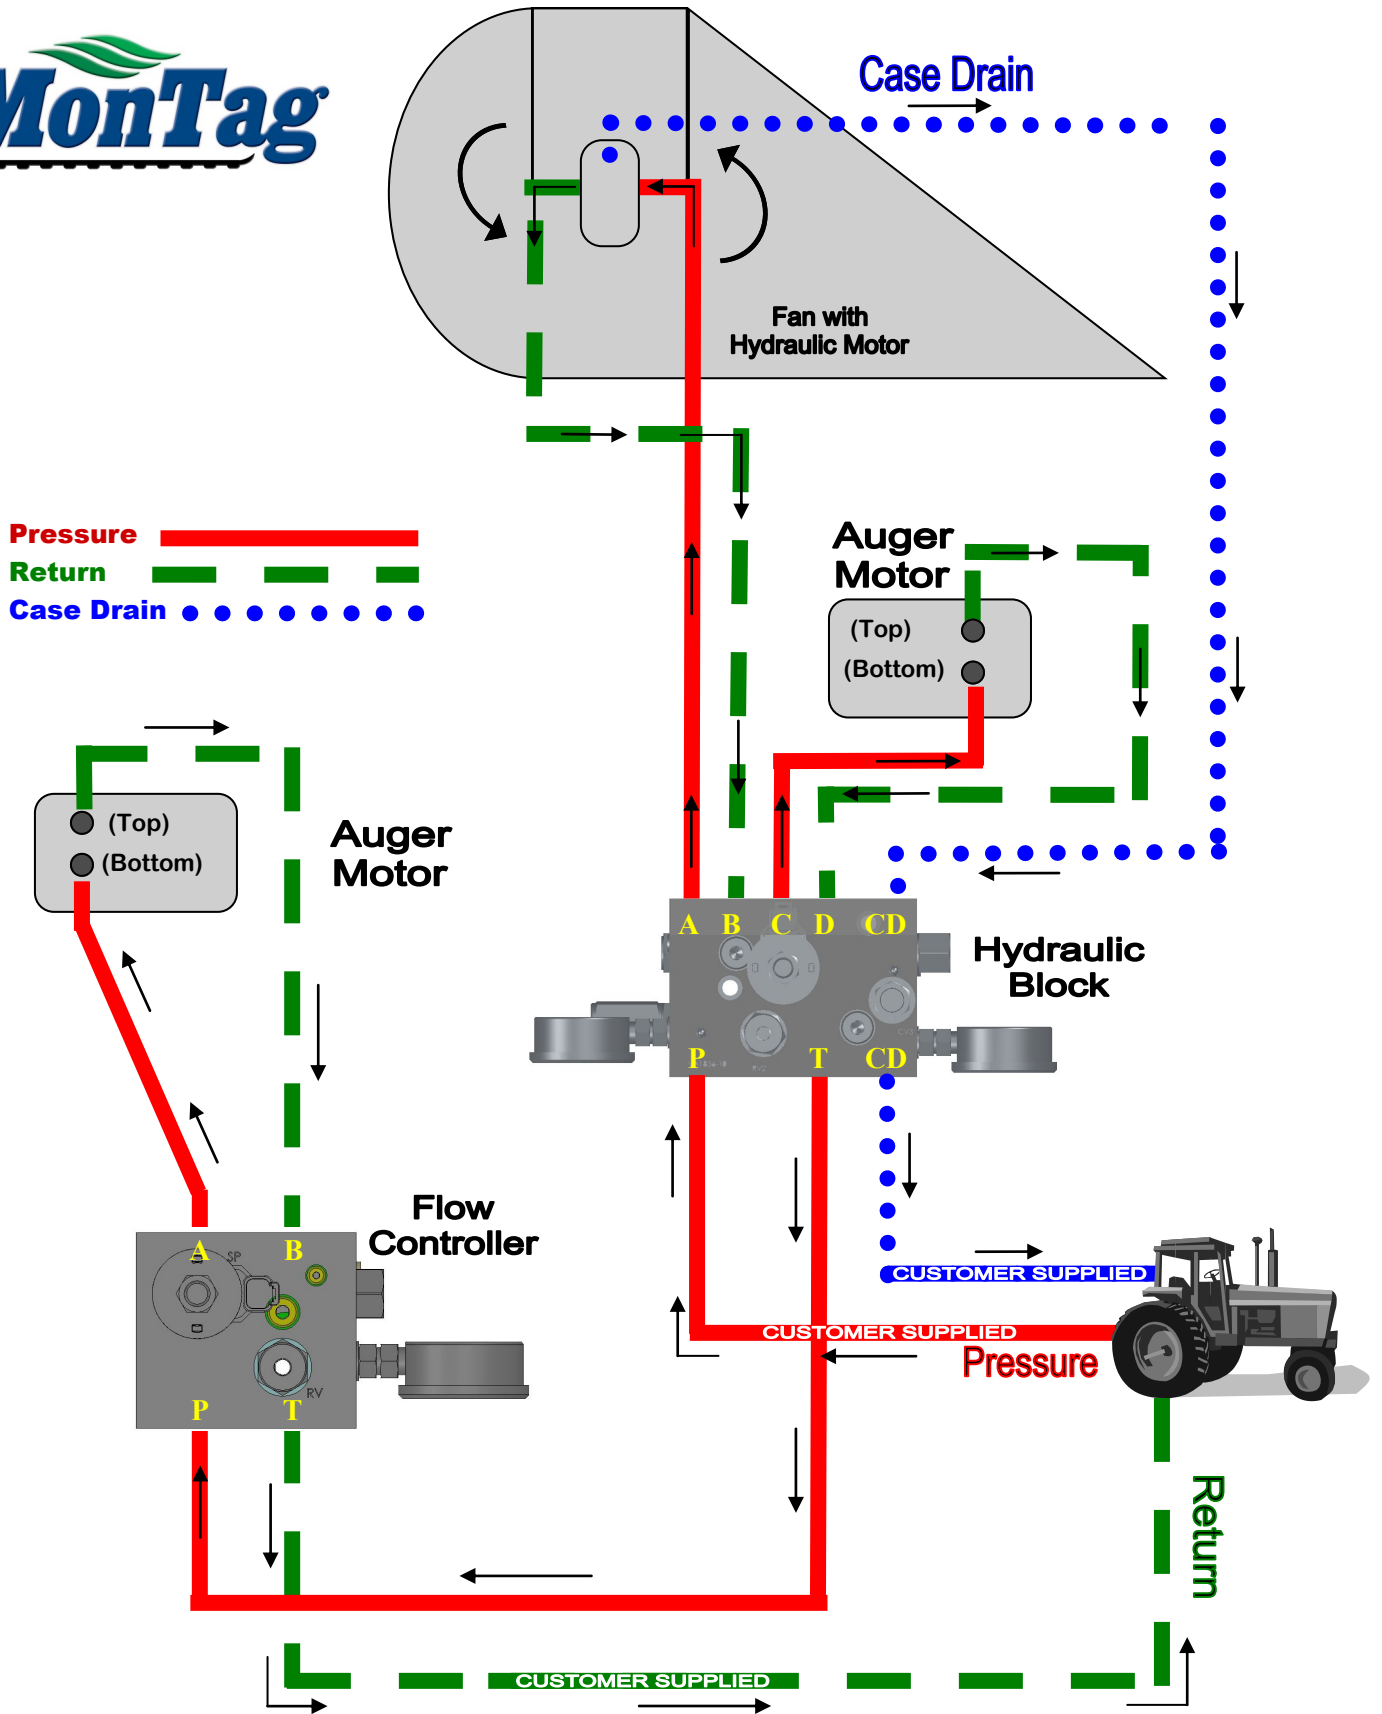 MonTag
Case Drain
Fan with
Hydraulic Motor
Pressure
Return
Case Drain
Auger
Motor
(Top)
(Bottom)
(Top)
(Bottom)
Auger
Motor
A B C D CD
Hydraulic
Block
P T CD
RV2
Flow
Controller
A B
SP
CUSTOMER SUPPLIED
CUSTOMER SUPPLIED
Pressure
RV
P T
Return
CUSTOMER SUPPLIED